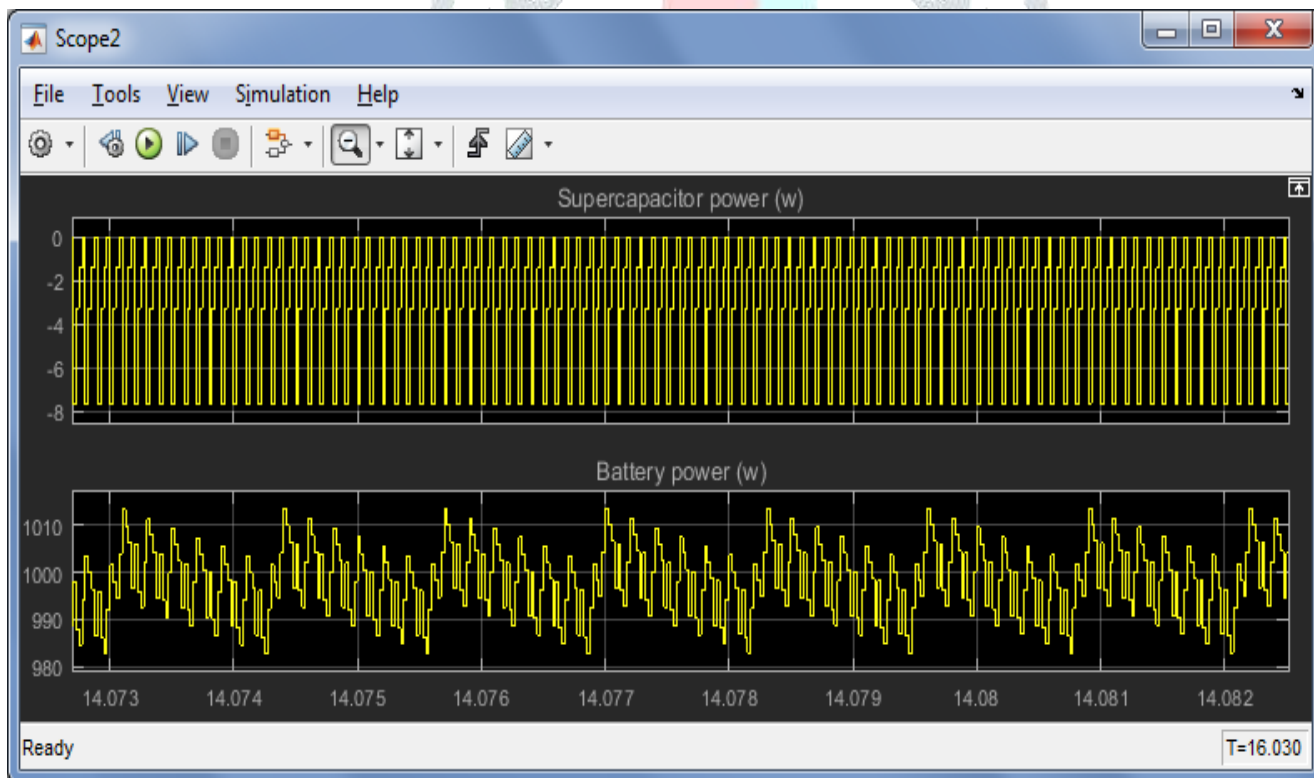 Scope2
File Tools View Simulation Help
Supercapacitor power (w)
0
-2
-4
-6
-8
Battery power (w)
1010
1000
990
980
14.073 14.074 14.075 14.076 14.077 14.078 14.079 14.08 14.081 14.082
Ready T=16.030